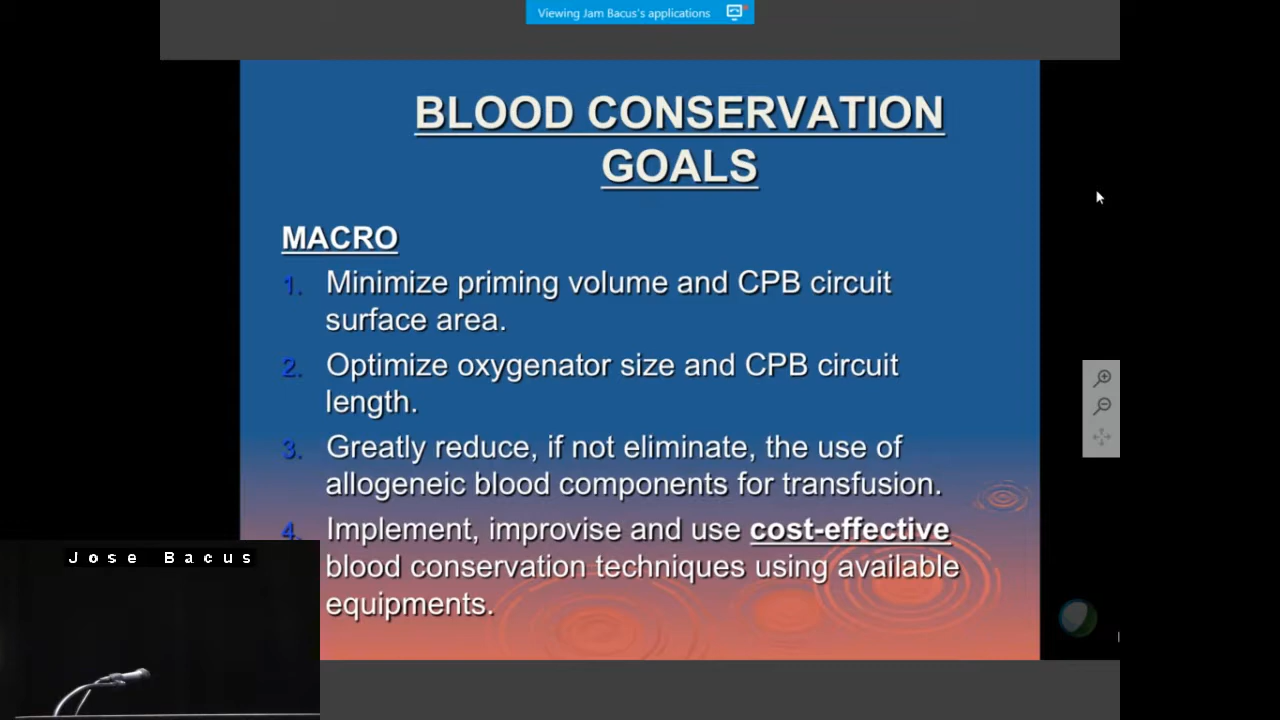 Viewing Jam Bacus's applications
BLOOD CONSERVATION
GOALS
MACRO
1. Minimize priming volume and CPB circuit
surface area.
2. Optimize oxygenator size and CPB circuit
length.
3. Greatly reduce, if not eliminate, the use of
allogeneic blood components for transfusion.
4. Implement, improvise and use cost-effective
blood conservation techniques using available
equipments.
Jose Bacus